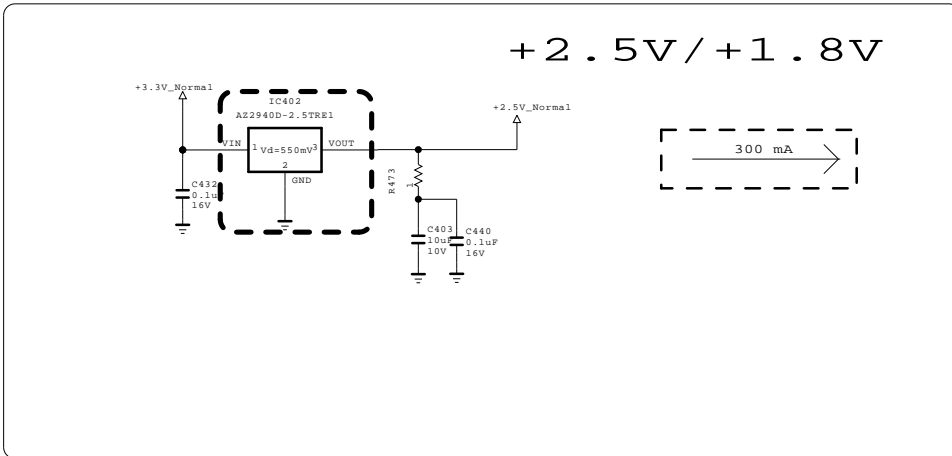 +2.5V/+1.8V
+3.3V_Normal
IC402
AZ2940D-2.5TRE1
+2.5V_Normal
VIN
1
Vd=550mV
3
VOUT
2
GND
300 mA
R473
1
C432
0.1uF
16V
C403
10uF
10V
C440
0.1uF
16V